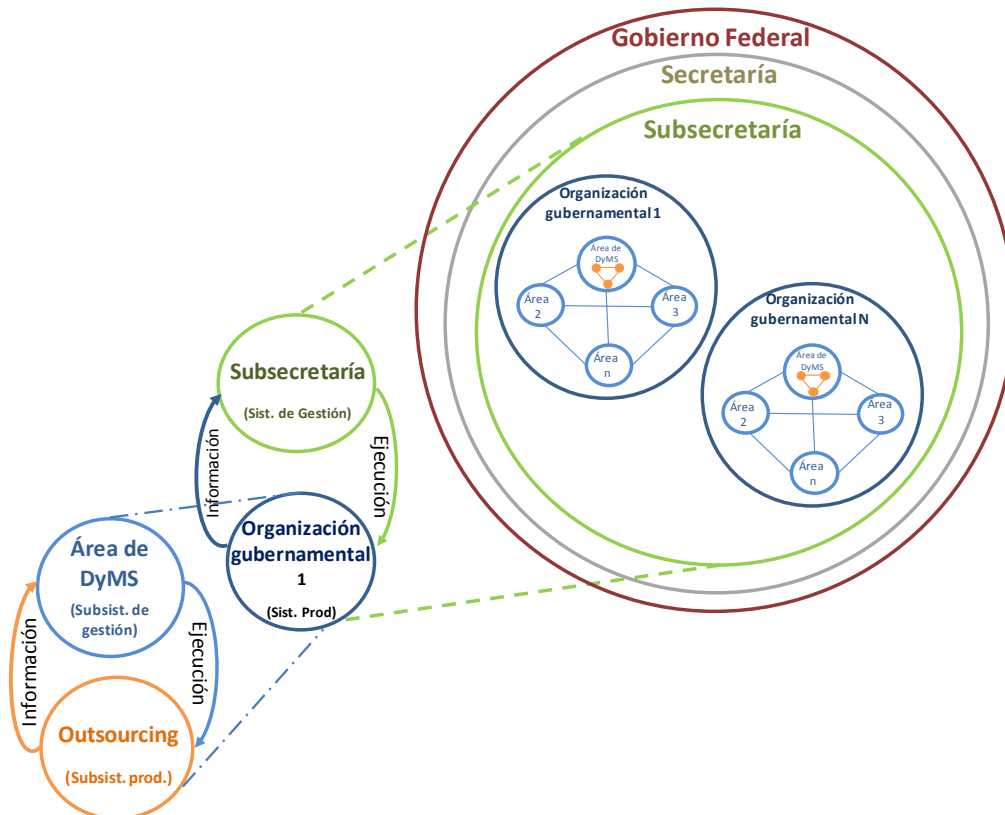 Gobierno Federal
Secretaría
Subsecretaría
Organización
gubernamental 1
Área de
DyMS
Área
2
Área
3
Área
n
Organización
gubernamental N
Área de
DyMS
Área
2
Área
3
Área
n
Subsecretaría
(Sist. de Gestión)
Información
Ejecución
Organización
gubernamental
1
(Sist. Prod)
Área de
DyMS
(Subsist. de
gestión)
Información
Ejecución
Outsourcing
(Subsist. prod.)